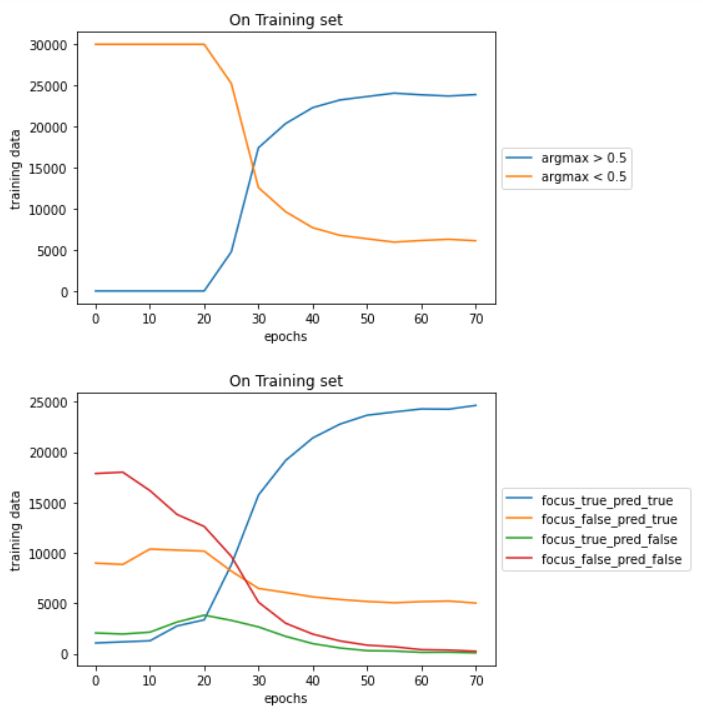 On Training set
30000
25000
20000
15000
10000
5000
0
training data
0 10 20 30 40 50 60 70
epochs
argmax > 0.5
argmax < 0.5
On Training set
25000
20000
15000
10000
5000
0
training data
0 10 20 30 40 50 60 70
epochs
focus_true_pred_true
focus_false_pred_true
focus_true_pred_false
focus_false_pred_false